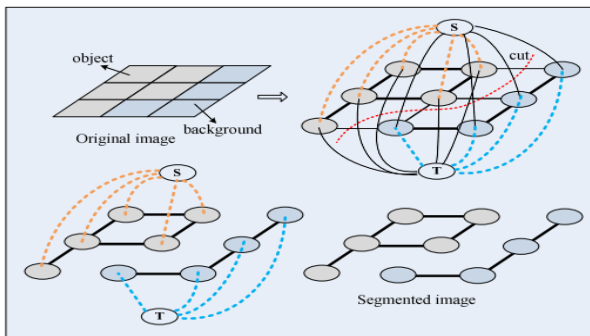 object
S
cut
background
Original image
T
S
T
Segmented image